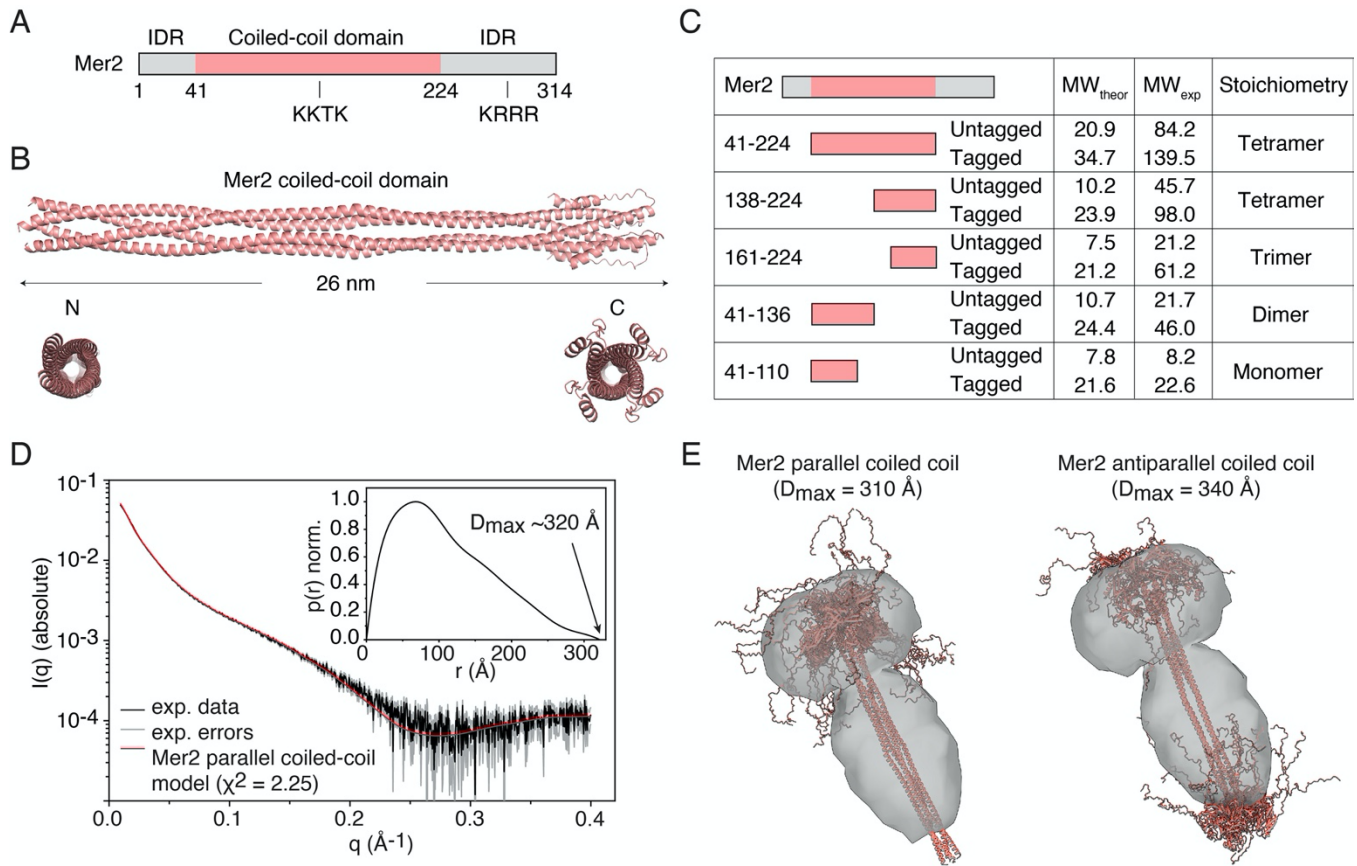 A
IDR Coiled-coil domain IDR
Mer2
1 41 224 314
KKTK KRRR
B
Mer2 coiled-coil domain
26 nm
N C
C
Mer2 MWtheor MWexp Stoichiometry
41-224 Untagged 20.9 84.2 Tetramer
Tagged 34.7 139.5
138-224 Untagged 10.2 45.7 Tetramer
Tagged 23.9 98.0
161-224 Untagged 7.5 21.2 Trimer
Tagged 21.2 61.2
41-136 Untagged 10.7 21.7 Dimer
Tagged 24.4 46.0
41-110 Untagged 7.8 8.2 Monomer
Tagged 21.6 22.6
D
I(q) (absolute)
10-1
10-2
10-3
10-4
0.0 0.1 0.2 0.3 0.4
q (Å-1)
exp. data
exp. errors
Mer2 parallel coiled-coil
model (χ2 = 2.25)
p(r) norm.
1.0
0.8
0.6
0.4
0.2
0.0
0 100 200 300
r (Å)
Dmax ~320 Å
E
Mer2 parallel coiled coil
(Dmax = 310 Å)
Mer2 antiparallel coiled coil
(Dmax = 340 Å)